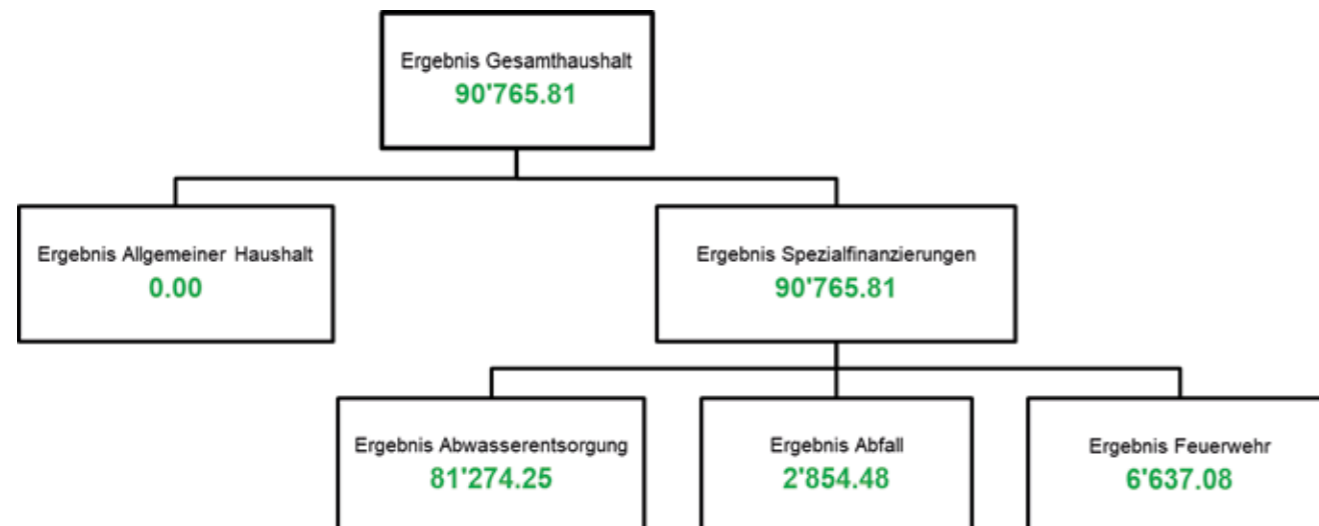 Ergebnis Gesamthaushalt
90'765.81
Ergebnis Allgemeiner Haushalt
0.00
Ergebnis Spezialfinanzierungen
90'765.81
Ergebnis Abwasserentsorgung
81'274.25
Ergebnis Abfall
2'854.48
Ergebnis Feuerwehr
6'637.08